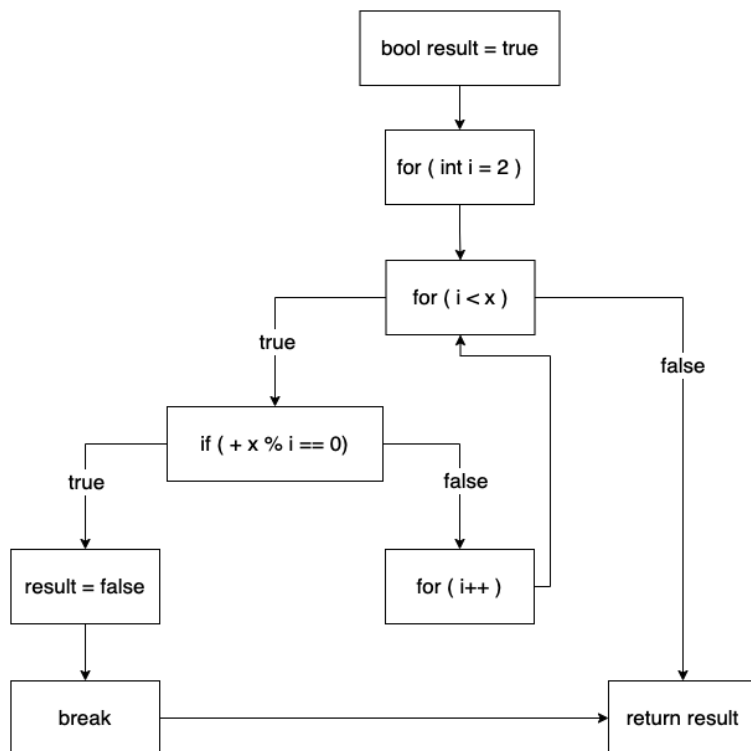 bool result = true
for ( int i = 2 )
for ( i < x )
true
false
if ( + x % i == 0)
true
false
result = false
for ( i++ )
break
return result